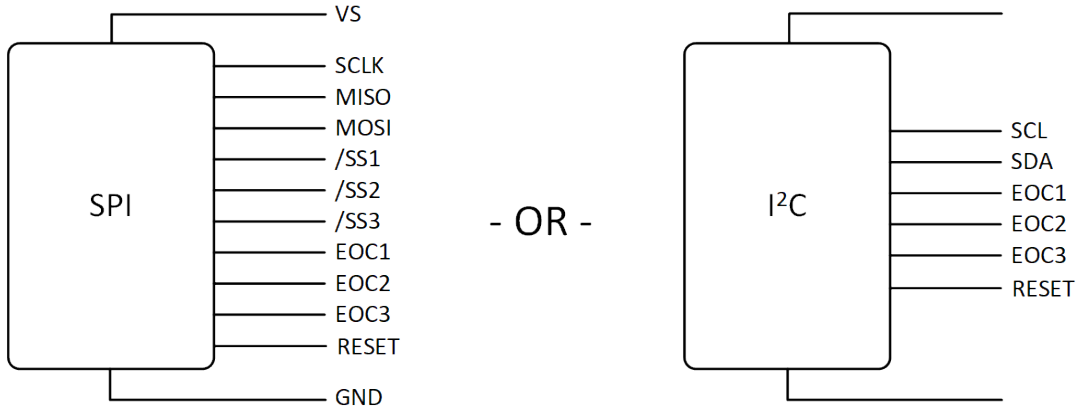 VS
SCLK
MISO
MOSI
/SS1
/SS2
/SS3
EOC1
EOC2
EOC3
RESET
GND
SPI
- OR -
I²C
SCL
SDA
EOC1
EOC2
EOC3
RESET